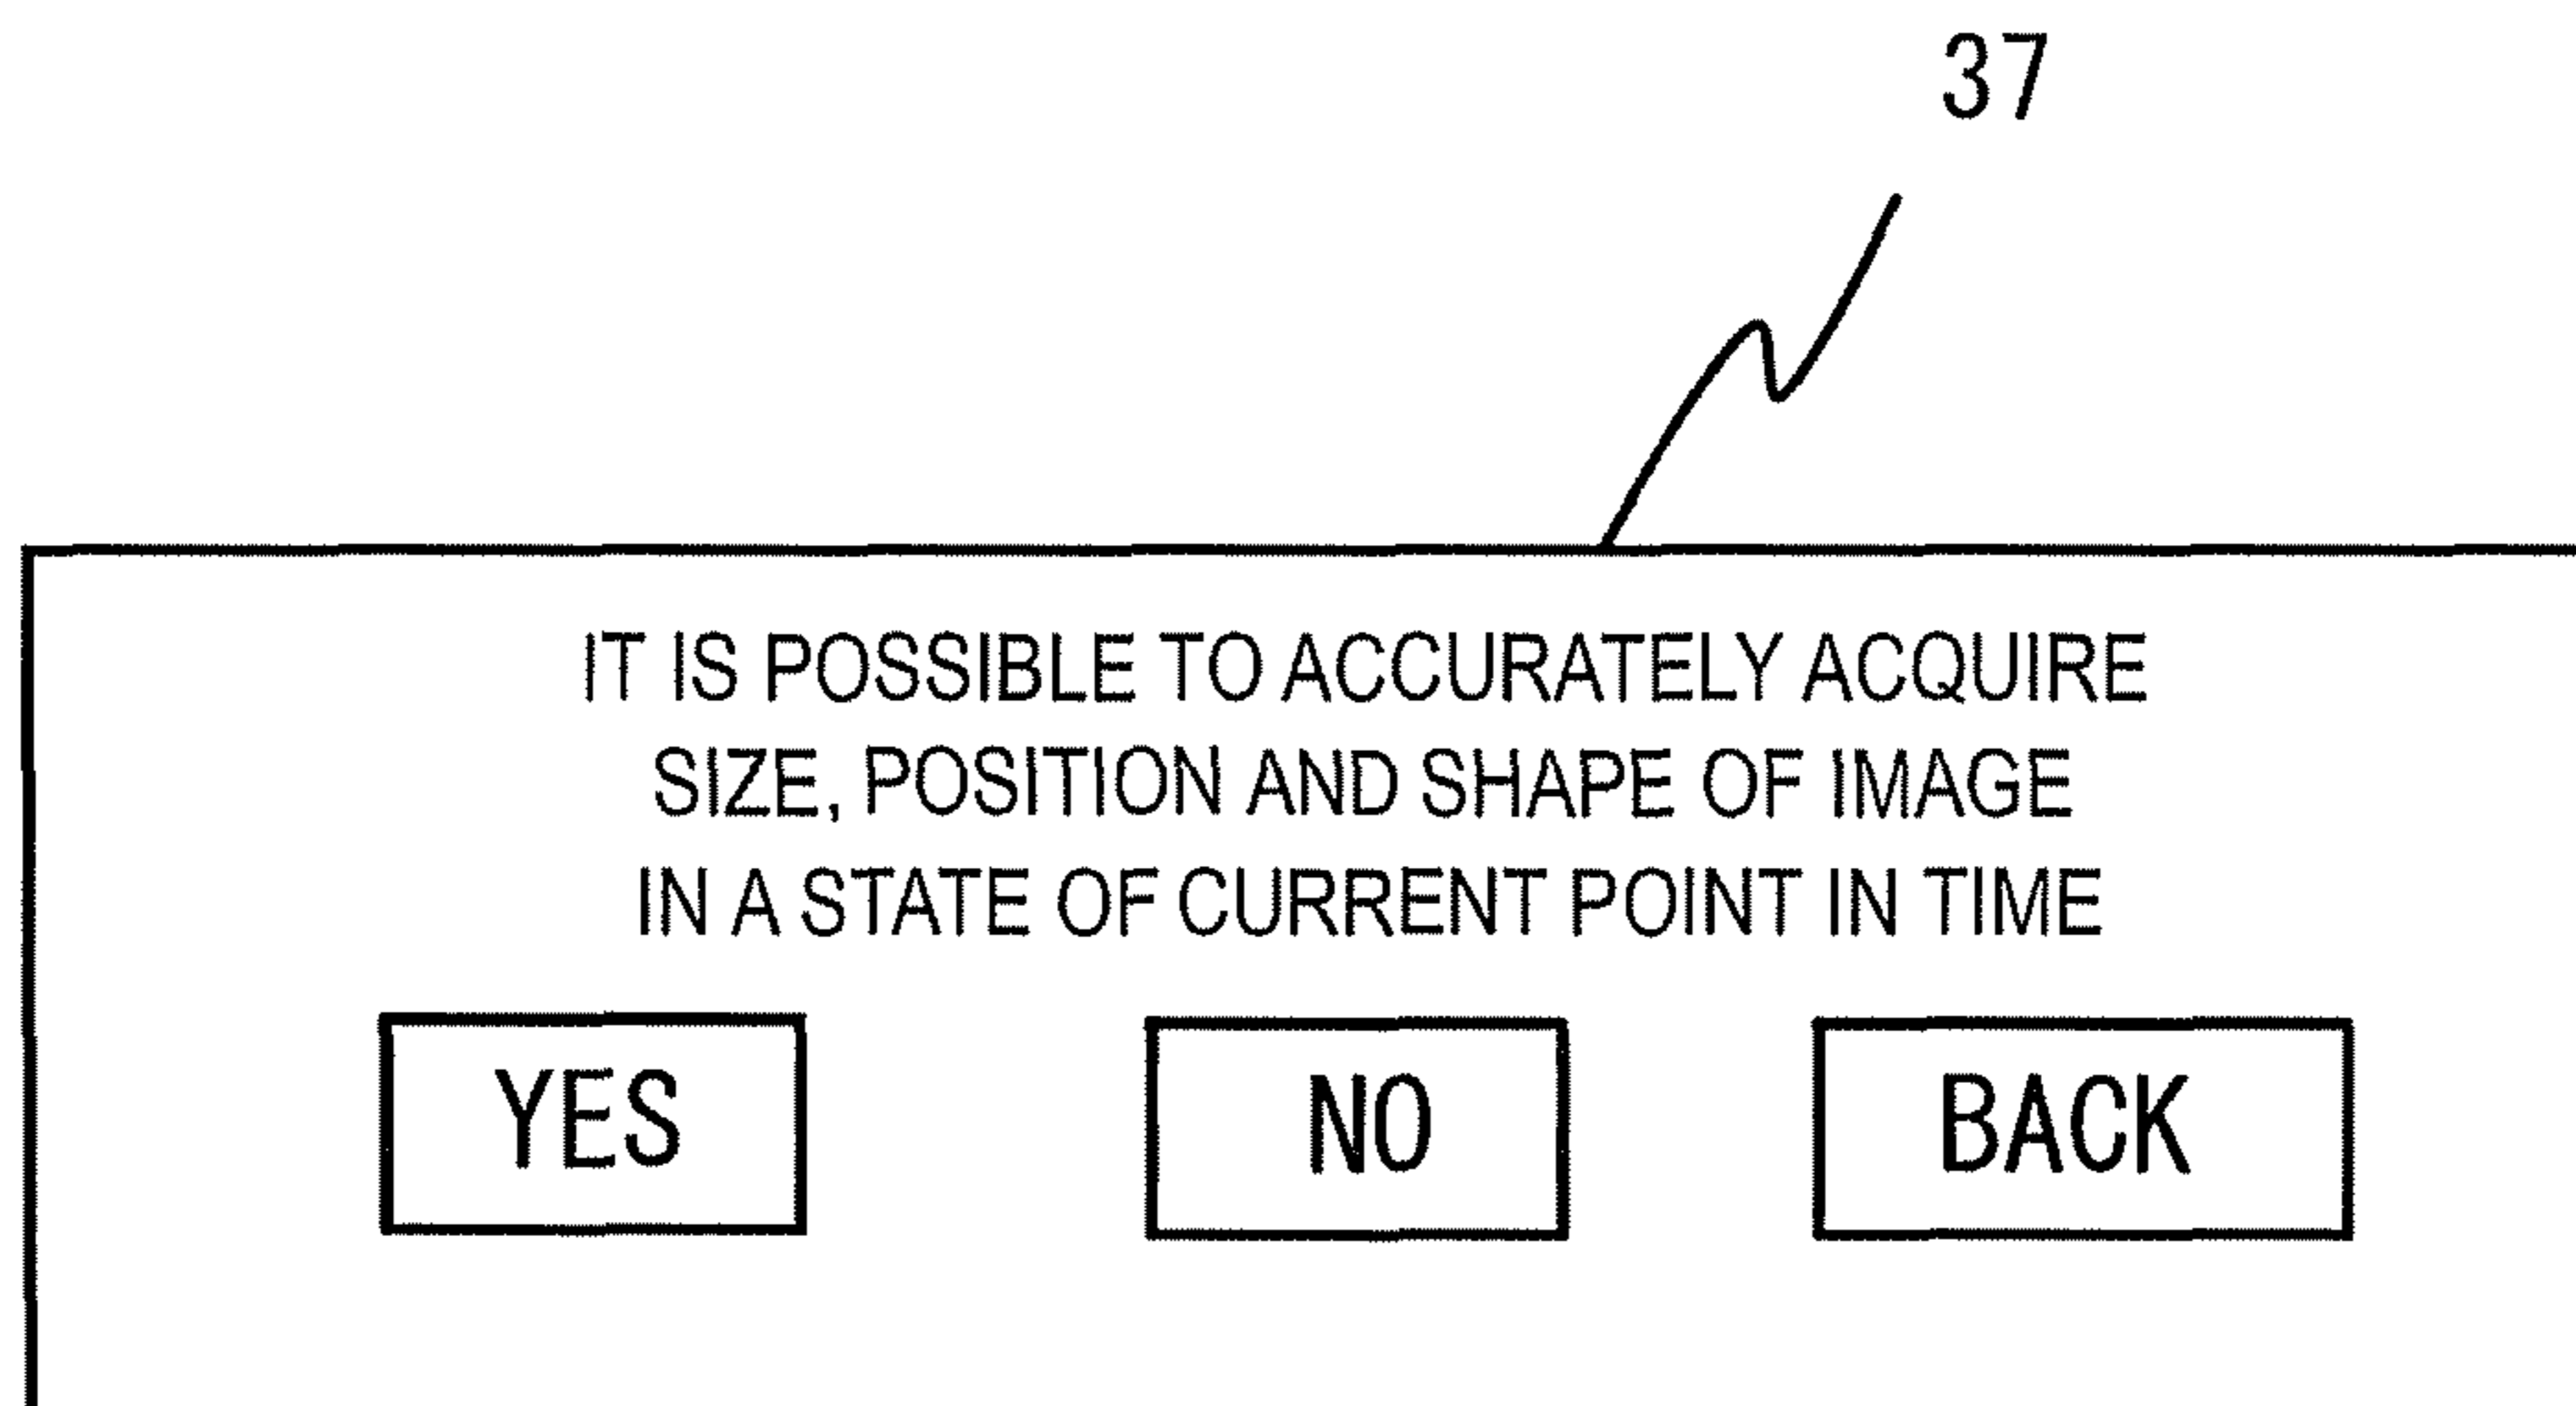 37
IT IS POSSIBLE TO ACCURATELY ACQUIRE
SIZE, POSITION AND SHAPE OF IMAGE
IN A STATE OF CURRENT POINT IN TIME
YES NO BACK